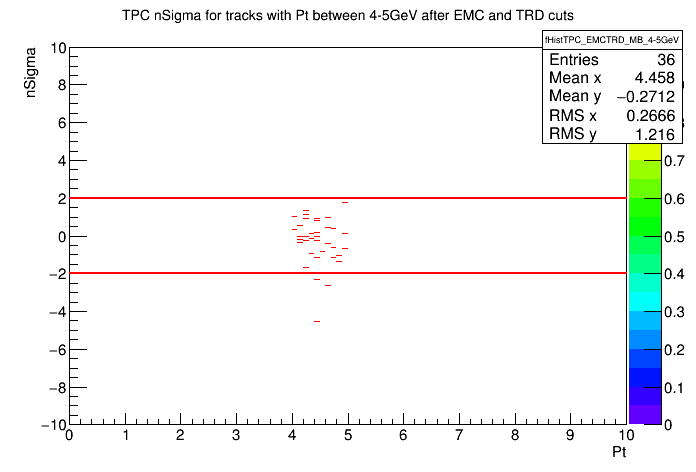 TPC nSigma for tracks with Pt between 4-5GeV after EMC and TRD cuts
nSigma
fHistTPC_EMCTRD_MB_4-5GeV
Entries 36
Mean x 4.458
Mean y −0.2712
RMS x 0.2666
RMS y 1.216
10
8
6
4
2
0
−2
−4
−6
−8
−10
0 1 2 3 4 5 6 7 8 9 10
Pt
0.7
0.6
0.5
0.4
0.3
0.2
0.1
0